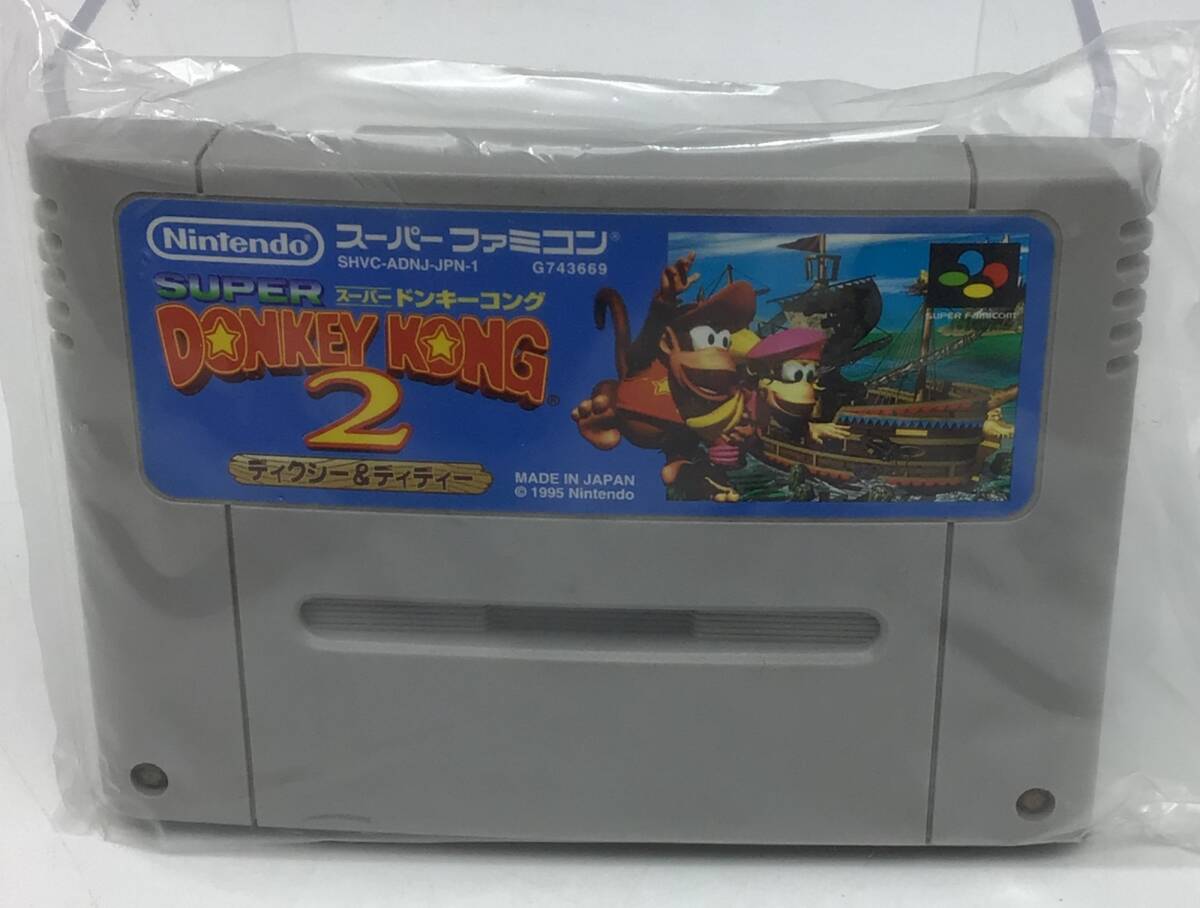 Nintendo®
スーパーファミコン®
SHVC-ADNJ-JPN-1 G743669
SUPER スーパードンキーコング
DONKEY KONG®
2
ディクシー&ディディー
MADE IN JAPAN
© 1995 Nintendo
SUPER FAMICOM